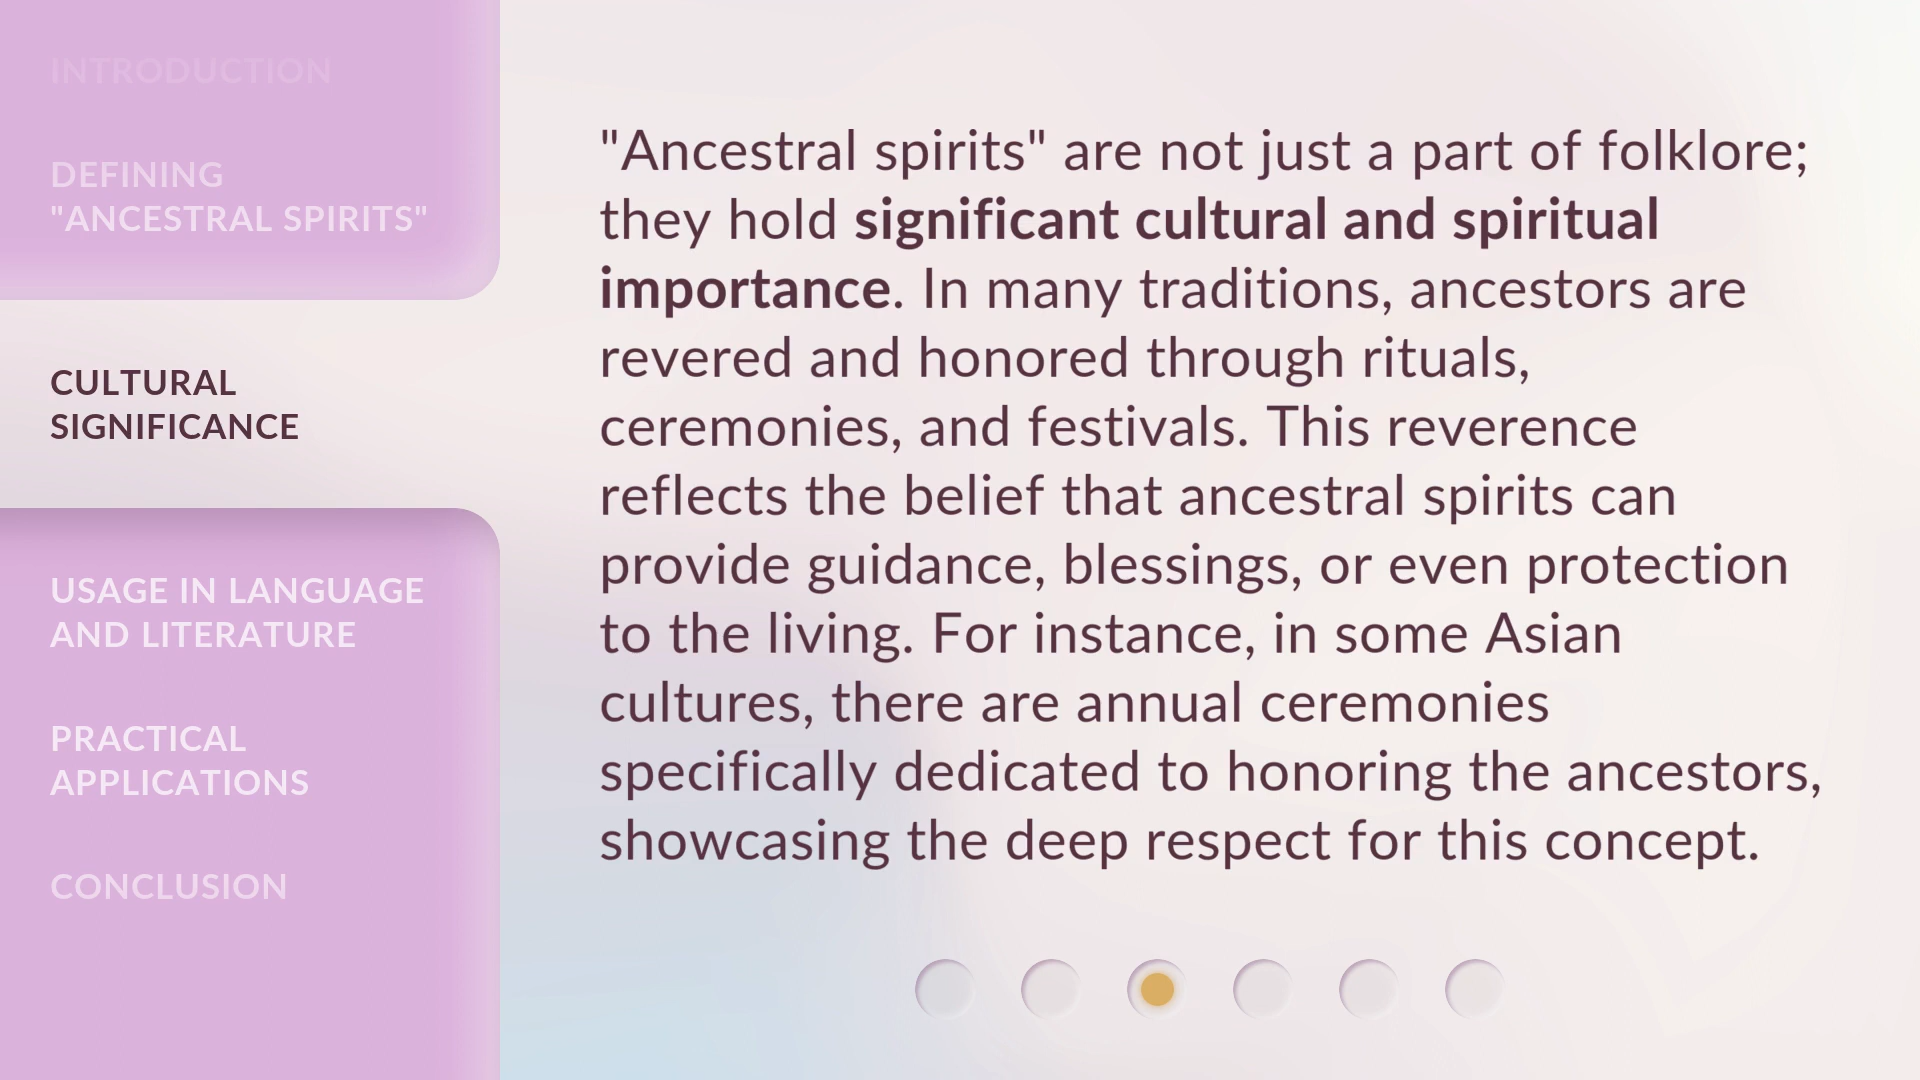 INTRODUCTION
DEFINING
"ANCESTRAL SPIRITS"
CULTURAL
SIGNIFICANCE
USAGE IN LANGUAGE
AND LITERATURE
PRACTICAL
APPLICATIONS
CONCLUSION
"Ancestral spirits" are not just a part of folklore;
they hold significant cultural and spiritual
importance. In many traditions, ancestors are
revered and honored through rituals,
ceremonies, and festivals. This reverence
reflects the belief that ancestral spirits can
provide guidance, blessings, or even protection
to the living. For instance, in some Asian
cultures, there are annual ceremonies
specifically dedicated to honoring the ancestors,
showcasing the deep respect for this concept.